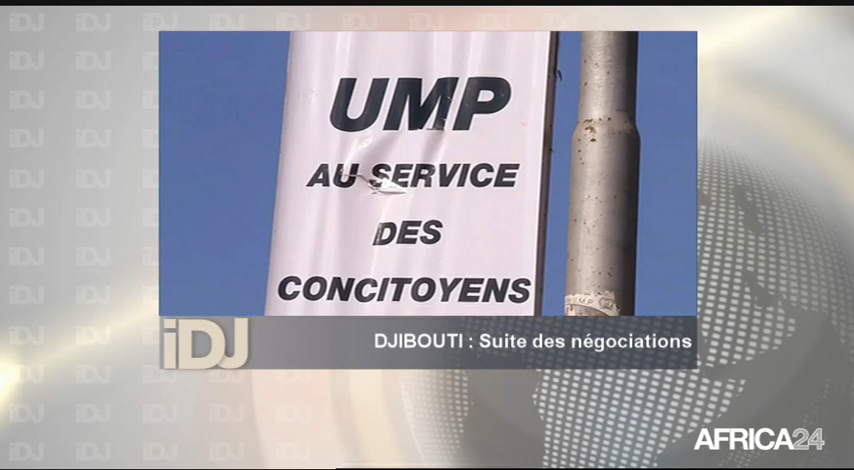 UMP
AU SERVICE
DES
CONCITOYENS
U.M.P
iDJ
DJIBOUTI : Suite des négociations
AFRICA24